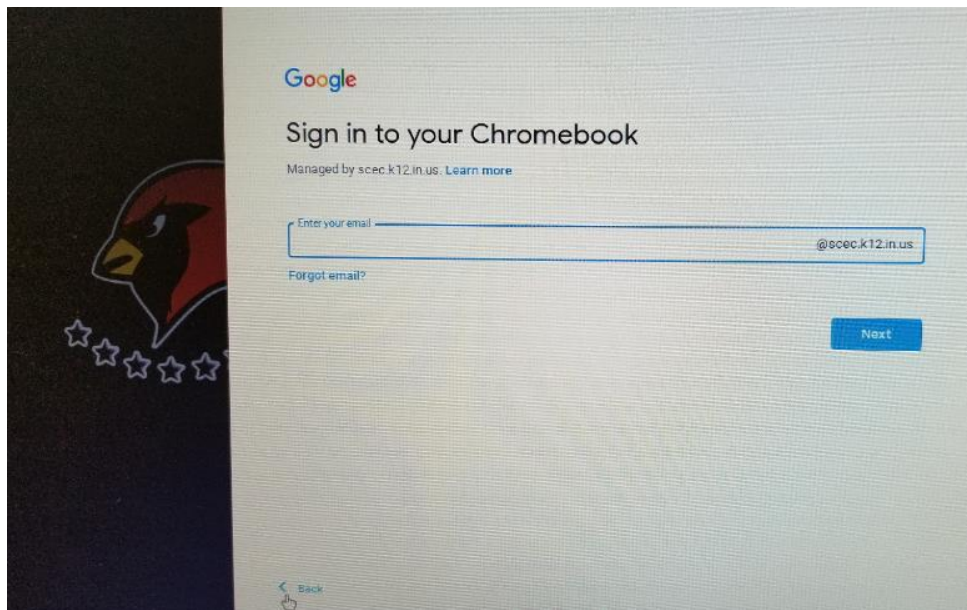 Google
Sign in to your Chromebook
Managed by scec.k12.in.us. Learn more
Enter your email
@scec.k12.in.us
Forgot email?
Next
Back